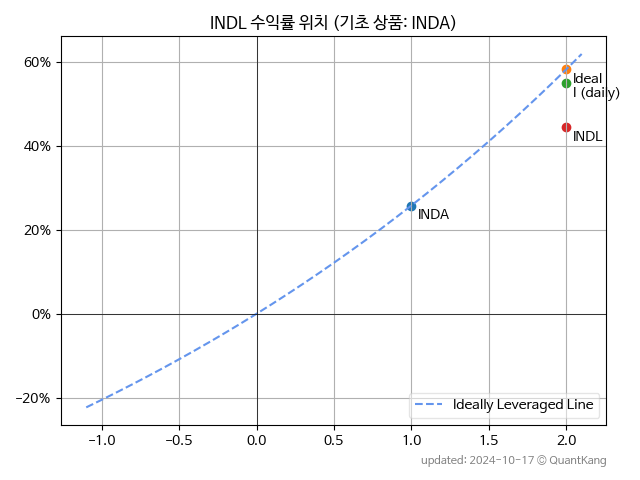 INDL 수익률 위치 (기초 상품: INDA)
60%
40%
20%
0%
-20%
Ideal
I (daily)
INDL
INDA
Ideally Leveraged Line
-1.0 -0.5 0.0 0.5 1.0 1.5 2.0
updated: 2024-10-17 © QuantKang